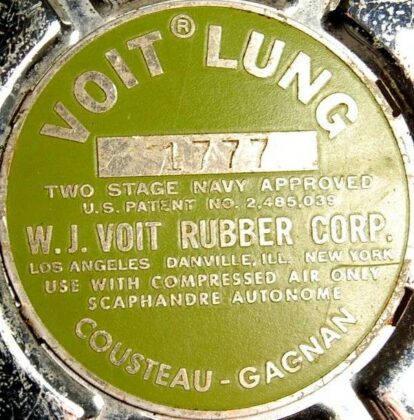 VOIT® LUNG
1777
TWO STAGE NAVY APPROVED
U.S. PATENT NO. 2,485,039
W.J. VOIT RUBBER CORP.
LOS ANGELES DANVILLE, ILL. NEW YORK
USE WITH COMPRESSED AIR ONLY
SCAPHANDRE AUTONOME
COUSTEAU - GAGNAN